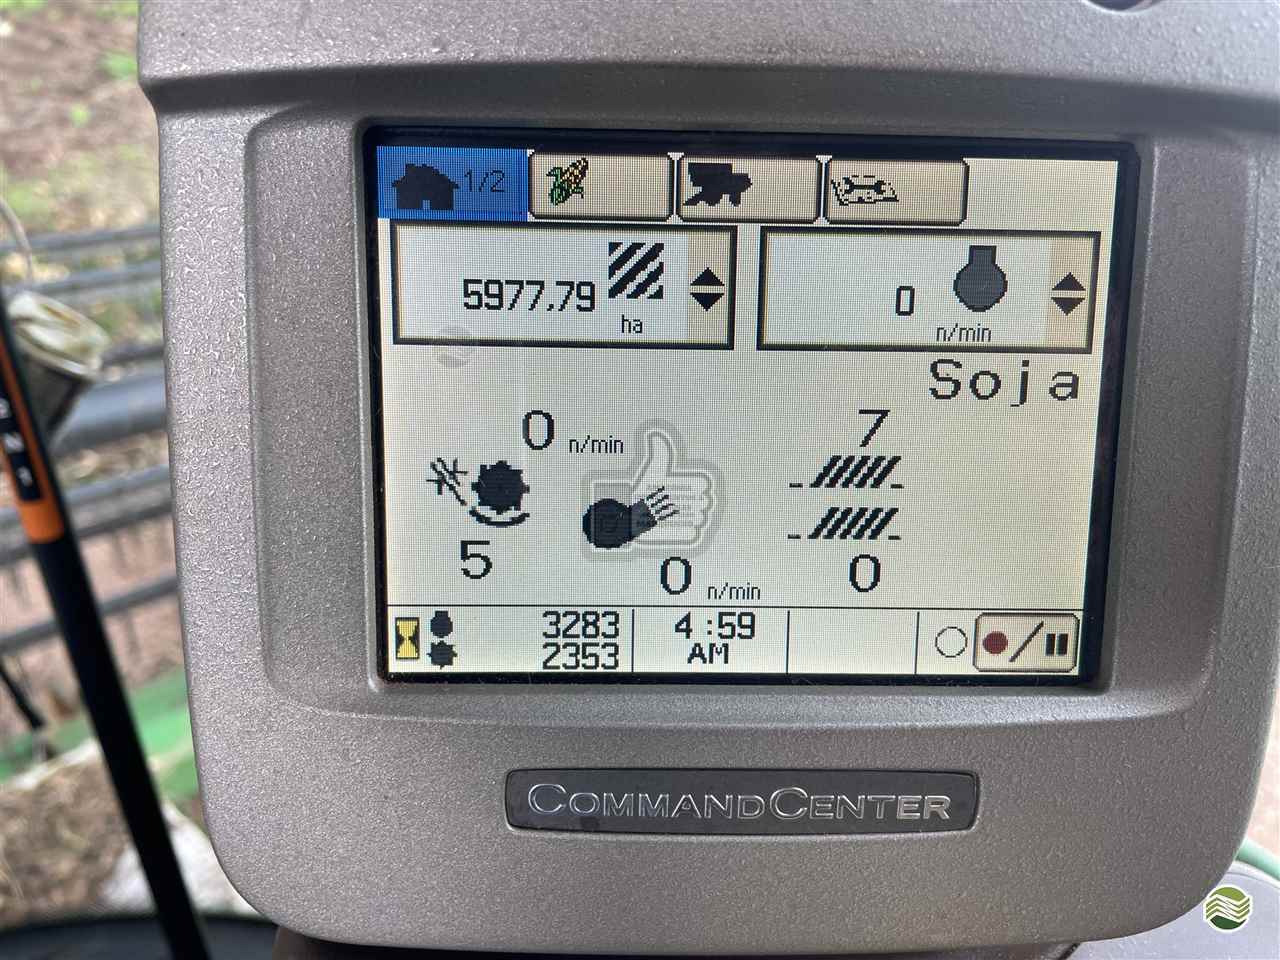 1/2
5977,79
ha
0
n/min
Soja
0 n/min
7
5
0 n/min
0
3283
2353
4:59
AM
COMMANDCENTER